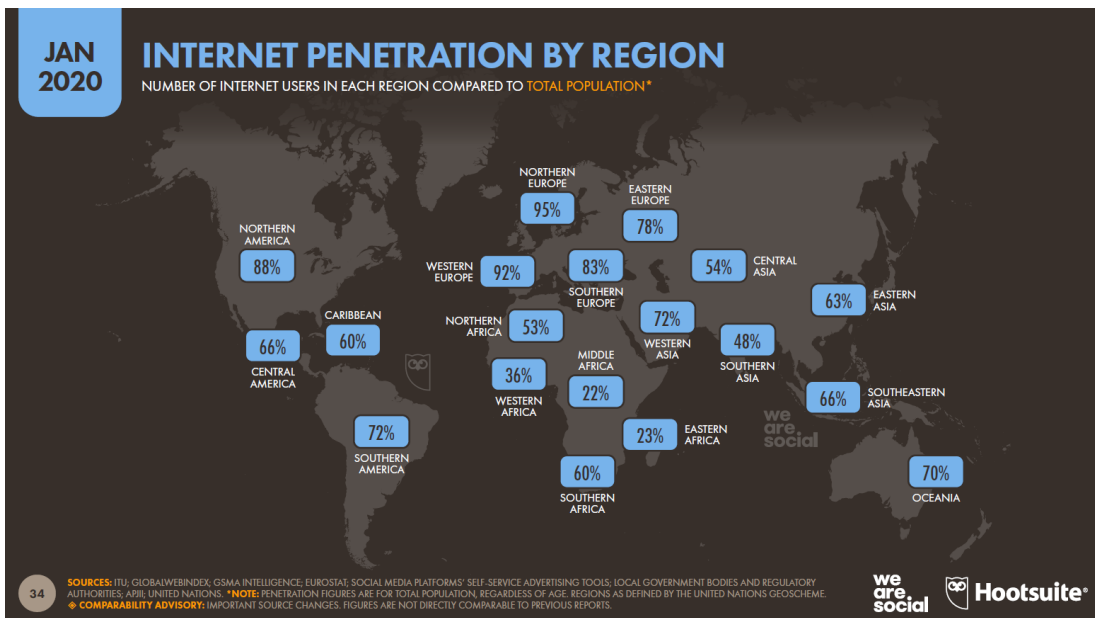 JAN
2020
INTERNET PENETRATION BY REGION
NUMBER OF INTERNET USERS IN EACH REGION COMPARED TO TOTAL POPULATION*
NORTHERN
EUROPE
95%
EASTERN
EUROPE
78%
NORTHERN
AMERICA
88%
WESTERN
EUROPE
92%
83%
SOUTHERN
EUROPE
54%
CENTRAL
ASIA
63%
EASTERN
ASIA
CARIBBEAN
60%
66%
CENTRAL
AMERICA
NORTHERN
AFRICA
53%
72%
WESTERN
ASIA
48%
SOUTHERN
ASIA
36%
WESTERN
AFRICA
MIDDLE
AFRICA
22%
66%
SOUTHEASTERN
ASIA
we
are
social
72%
SOUTHERN
AMERICA
23%
EASTERN
AFRICA
60%
SOUTHERN
AFRICA
70%
OCEANIA
34
SOURCES: ITU; GLOBALWEBINDEX; GSMA INTELLIGENCE; EUROSTAT; SOCIAL MEDIA PLATFORMS' SELF-SERVICE ADVERTISING TOOLS; LOCAL GOVERNMENT BODIES AND REGULATORY
AUTHORITIES; APJII; UNITED NATIONS. *NOTE: PENETRATION FIGURES ARE FOR TOTAL POPULATION, REGARDLESS OF AGE. REGIONS AS DEFINED BY THE UNITED NATIONS GEOSCHEME.
COMPARABILITY ADVISORY: IMPORTANT SOURCE CHANGES. FIGURES ARE NOT DIRECTLY COMPARABLE TO PREVIOUS REPORTS.
we
are
social
Hootsuite®